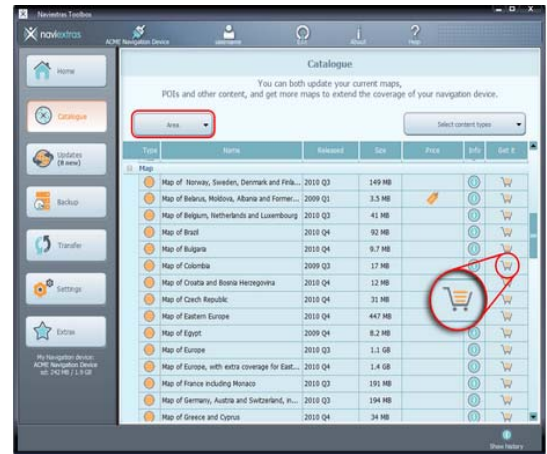 Naviextras Toolbox
naviextras
ACME Navigation Device
username
Exit
About
Help
Home
Catalogue
Updates
(8 new)
Backup
Transfer
Settings
Extras
My Navigation device:
ACME Navigation Device
sd: 242 MB / 1.9 GB
Catalogue
You can both update your current maps,
POIs and other content, and get more maps to extend the coverage of your navigation device.
Area
Select content types
Type Name Released Size Price Info Get it
Map
Map of Norway, Sweden, Denmark and Finla... 2010 Q3 149 MB
Map of Belarus, Moldova, Albania and Former... 2009 Q1 3.5 MB
Map of Belgium, Netherlands and Luxembourg 2010 Q3 41 MB
Map of Brazil 2010 Q4 92 MB
Map of Bulgaria 2010 Q4 9.7 MB
Map of Colombia 2009 Q3 17 MB
Map of Croatia and Bosnia Herzegovina 2010 Q4 12 MB
Map of Czech Republic 2010 Q4 31 MB
Map of Eastern Europe 2010 Q4 447 MB
Map of Egypt 2009 Q4 8.2 MB
Map of Europe 2010 Q3 1.1 GB
Map of Europe, with extra coverage for East... 2010 Q4 1.4 GB
Map of France including Monaco 2010 Q3 191 MB
Map of Germany, Austria and Switzerland, in... 2010 Q3 194 MB
Map of Greece and Cyprus 2010 Q4 34 MB
Show history